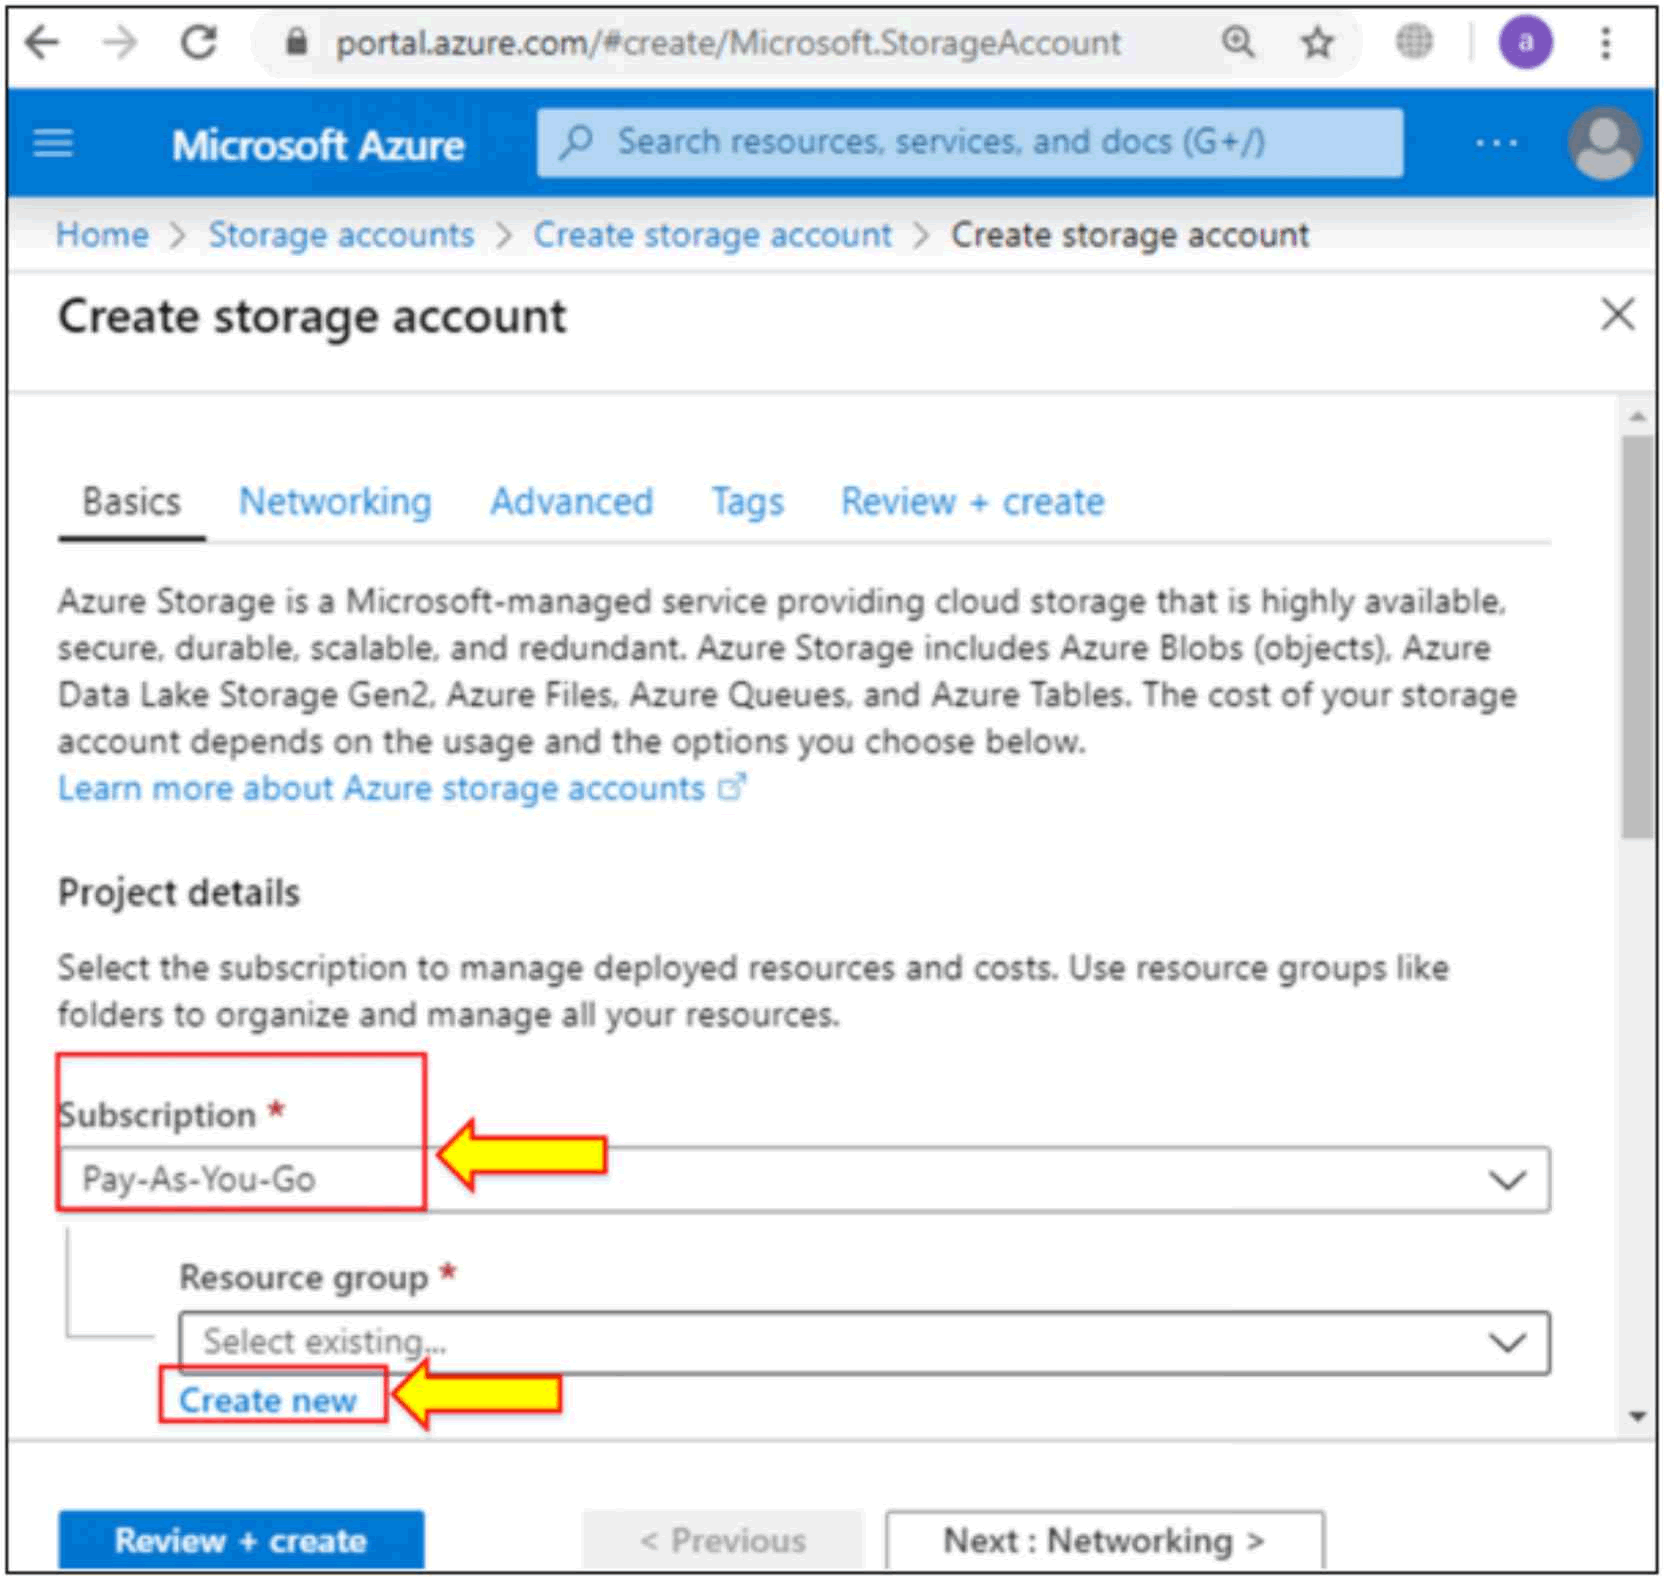 portal.azure.com/#create/Microsoft.StorageAccount
a
Microsoft Azure
Search resources, services, and docs (G+/)
Home > Storage accounts > Create storage account > Create storage account
Create storage account
Basics Networking Advanced Tags Review + create
Azure Storage is a Microsoft-managed service providing cloud storage that is highly available,
secure, durable, scalable, and redundant. Azure Storage includes Azure Blobs (objects), Azure
Data Lake Storage Gen2, Azure Files, Azure Queues, and Azure Tables. The cost of your storage
account depends on the usage and the options you choose below.
Learn more about Azure storage accounts
Project details
Select the subscription to manage deployed resources and costs. Use resource groups like
folders to organize and manage all your resources.
Subscription *
Pay-As-You-Go
Resource group *
Select existing...
Create new
Review + create
< Previous
Next : Networking >